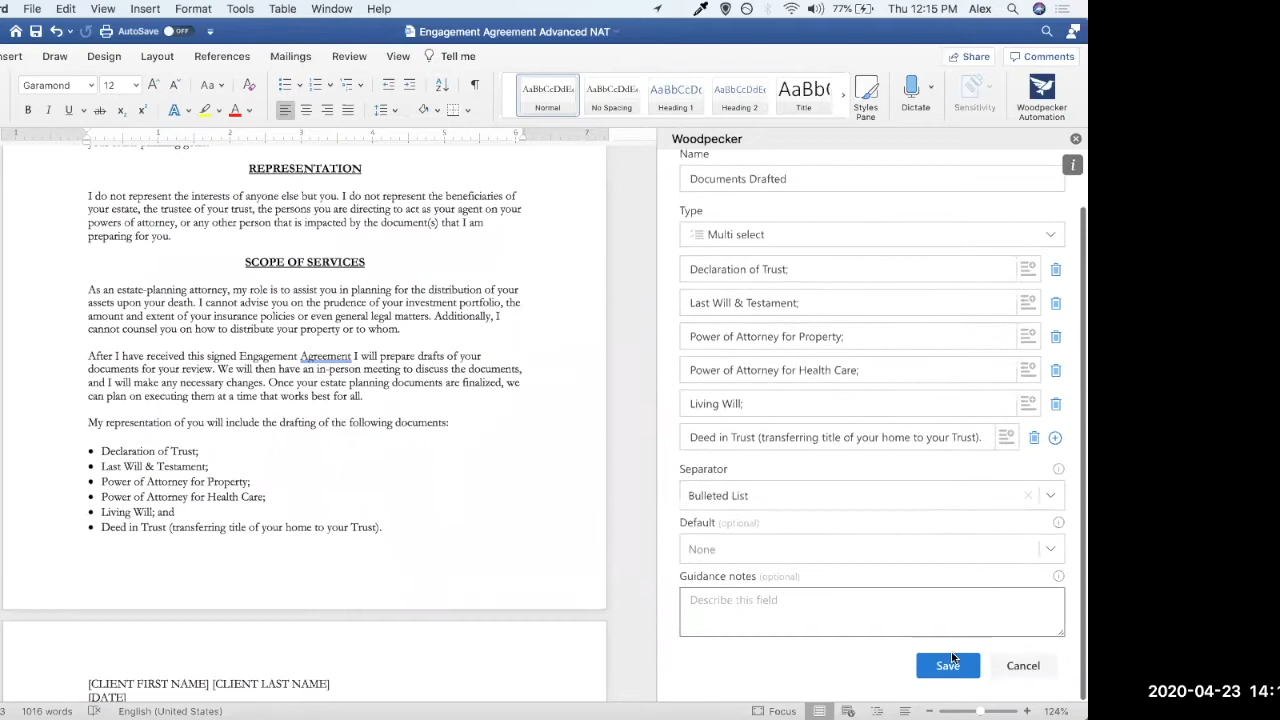 File Edit View Insert Format Tools Table Window Help 77% Thu 12:15 PM Alex
AutoSave OFF Engagement Agreement Advanced NAT
nsert Draw Design Layout References Mailings Review View Tell me Share Comments
Garamond 12 Aa AaBbCcDdEe AaBbCcDdEe AaBbCcDc AaBbCcDdEe AaBb(
Normal No Spacing Heading 1 Heading 2 Title Styles Pane Dictate Sensitivity Woodpecker Automation
1 1 2 3 4 5 6 7
REPRESENTATION
I do not represent the interests of anyone else but you. I do not represent the beneficiaries of
your estate, the trustee of your trust, the persons you are directing to act as your agent on your
powers of attorney, or any other person that is impacted by the document(s) that I am
preparing for you.
SCOPE OF SERVICES
As an estate-planning attorney, my role is to assist you in planning for the distribution of your
assets upon your death. I cannot advise you on the prudence of your investment portfolio, the
amount and extent of your insurance policies or even general legal matters. Additionally, I
cannot counsel you on how to distribute your property or to whom.
After I have received this signed Engagement Agreement I will prepare drafts of your
documents for your review. We will then have an in-person meeting to discuss the documents,
and I will make any necessary changes. Once your estate planning documents are finalized, we
can plan on executing them at a time that works best for all.
My representation of you will include the drafting of the following documents:
• Declaration of Trust;
• Last Will & Testament;
• Power of Attorney for Property;
• Power of Attorney for Health Care;
• Living Will; and
• Deed in Trust (transferring title of your home to your Trust).
[CLIENT FIRST NAME] [CLIENT LAST NAME]
[DATE]
Woodpecker
Name
Documents Drafted
Type
Multi select
Declaration of Trust;
Last Will & Testament;
Power of Attorney for Property;
Power of Attorney for Health Care;
Living Will;
Deed in Trust (transferring title of your home to your Trust).
Separator
Bulleted List
Default (optional)
None
Guidance notes (optional)
Describe this field
Save Cancel
3 1016 words English (United States) Focus 124%
2020-04-23